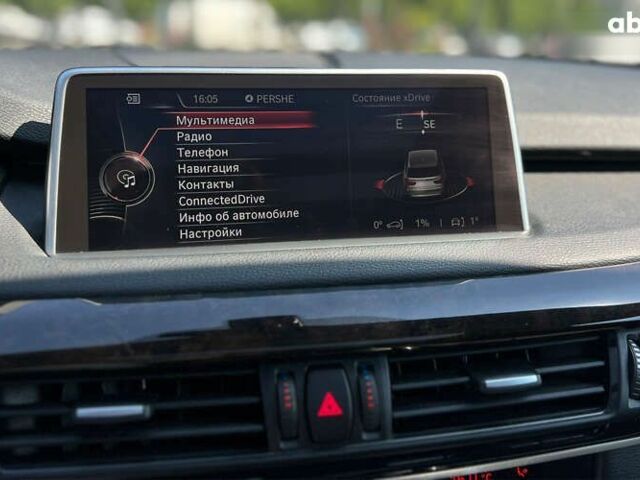 ab
16:05 PERSHE Состояние xDrive
Мультимедиа
Радио
Телефон
Навигация
Контакты
ConnectedDrive
Инфо об автомобиле
Настройки
E SE
0° 1% 1°